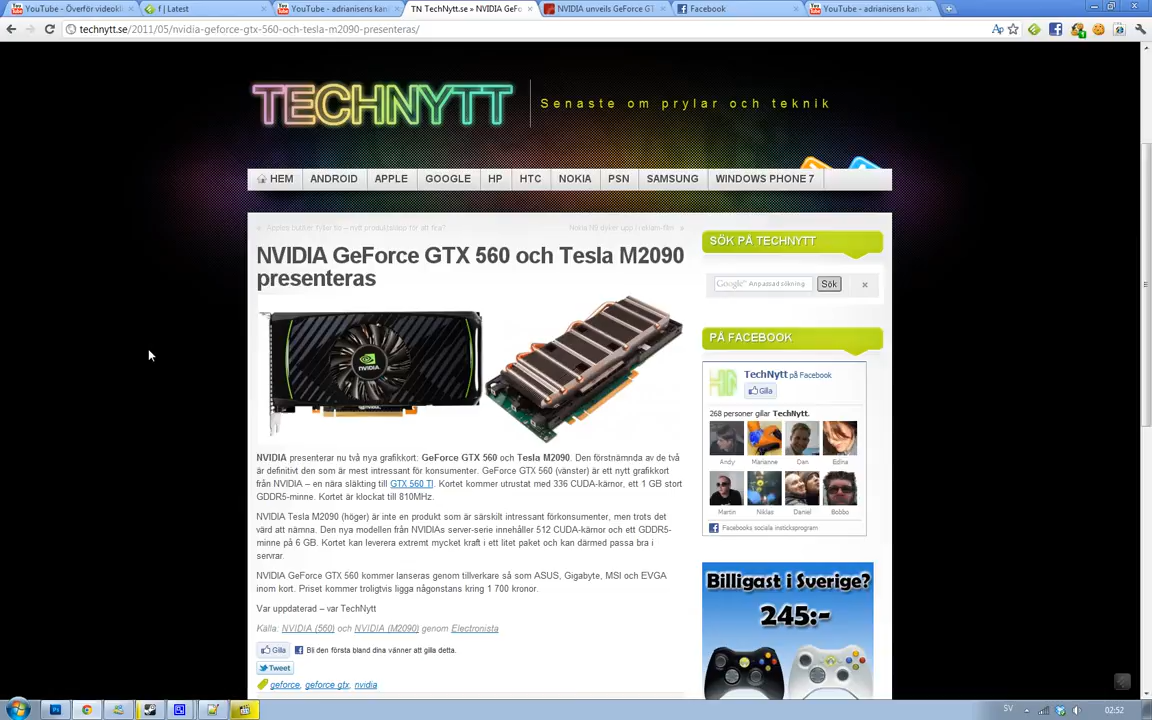 YouTube - Överför videokl
f | Latest
YouTube - adrianisens kan
TN TechNytt.se » NVIDIA GeFo
NVIDIA unveils GeForce GT
Facebook
YouTube - adrianisens kan
technytt.se/2011/05/nvidia-geforce-gtx-560-och-tesla-m2090-presenteras/
TECHNYTT
Senaste om prylar och teknik
HEM ANDROID APPLE GOOGLE HP HTC NOKIA PSN SAMSUNG WINDOWS PHONE 7
NVIDIA GeForce GTX 560 och Tesla M2090
presenteras
NVIDIA
NVIDIA presenterar nu två nya grafikkort: GeForce GTX 560 och Tesla M2090. Den förstnämnda av de två
är definitivt den som är mest intressant för konsumenter. GeForce GTX 560 (vänster) är ett nytt grafikkort
från NVIDIA – en nära släkting till GTX 560 TI. Kortet kommer utrustat med 336 CUDA-kärnor, ett 1 GB stort
GDDR5-minne. Kortet är klockat till 810MHz.
NVIDIA Tesla M2090 (höger) är inte en produkt som är särskilt intressant förkonsumenter, men trots det
värd att nämna. Den nya modellen från NVIDIAs server-serie innehåller 512 CUDA-kärnor och ett GDDR5-
minne på 6 GB. Kortet kan leverera extremt mycket kraft i ett litet paket och kan därmed passa bra i
servrar.
NVIDIA GeForce GTX 560 kommer lanseras genom tillverkare så som ASUS, Gigabyte, MSI och EVGA
inom kort. Priset kommer troligtvis ligga någonstans kring 1 700 kronor.
Var uppdaterad – var TechNytt
Källa: NVIDIA (560) och NVIDIA (M2090) genom Electronista
Gilla Bli den första bland dina vänner att gilla detta.
Tweet
geforce, geforce gtx, nvidia
SÖK PÅ TECHNYTT
Google Anpassad sökning Sök ×
PÅ FACEBOOK
TechNytt på Facebook
Gilla
268 personer gillar TechNytt.
Andy Marianne Dan Edina
Martin Niklas Daniel Bobbo
Facebooks sociala insticksprogram
Billigast i Sverige?
245:-
SV 02:52